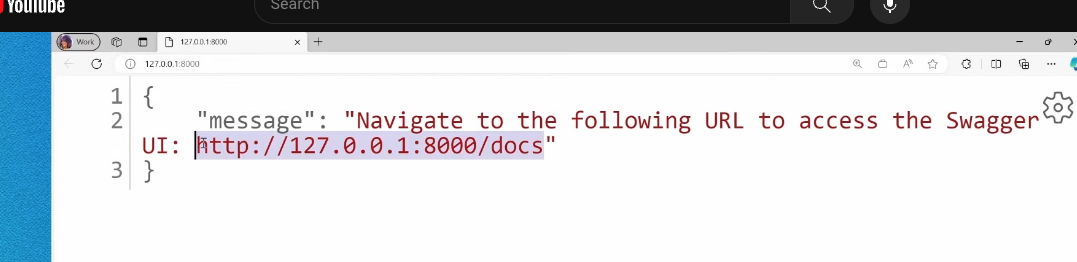 YouTube
Search
Work
127.0.0.1:8000
127.0.0.1:8000
1 {
2 "message": "Navigate to the following URL to access the Swagger
UI: http://127.0.0.1:8000/docs"
3 }